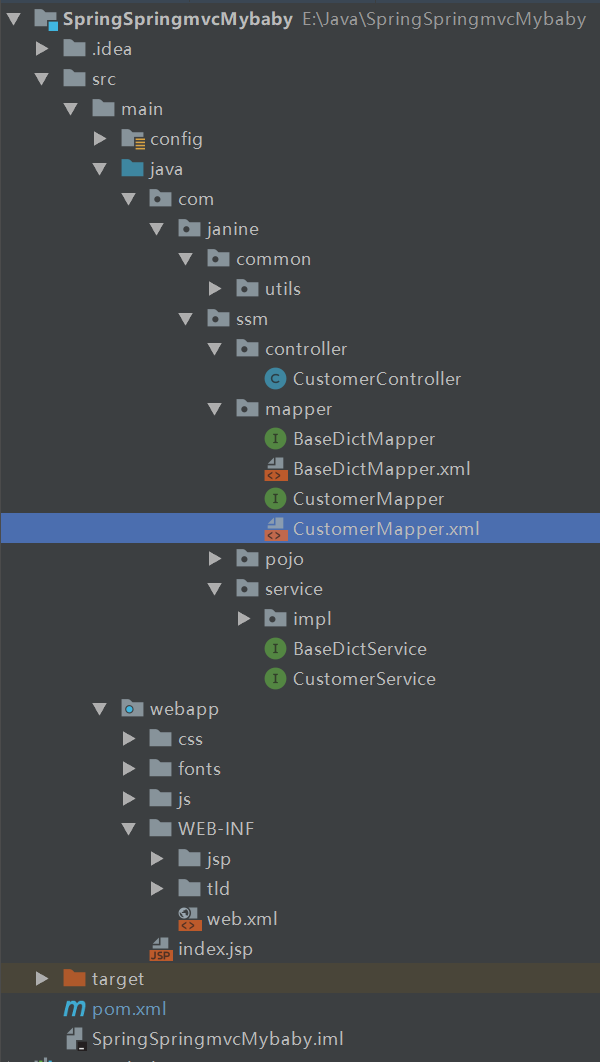 SpringSpringmvcMybaby E:\Java\SpringSpringmvcMybaby
.idea
src
main
config
java
com
janine
common
utils
ssm
controller
C CustomerController
mapper
I BaseDictMapper
<> BaseDictMapper.xml
I CustomerMapper
<> CustomerMapper.xml
pojo
service
impl
I BaseDictService
I CustomerService
webapp
css
fonts
js
WEB-INF
jsp
tld
<> web.xml
JSP index.jsp
target
m pom.xml
SpringSpringmvcMybaby.iml